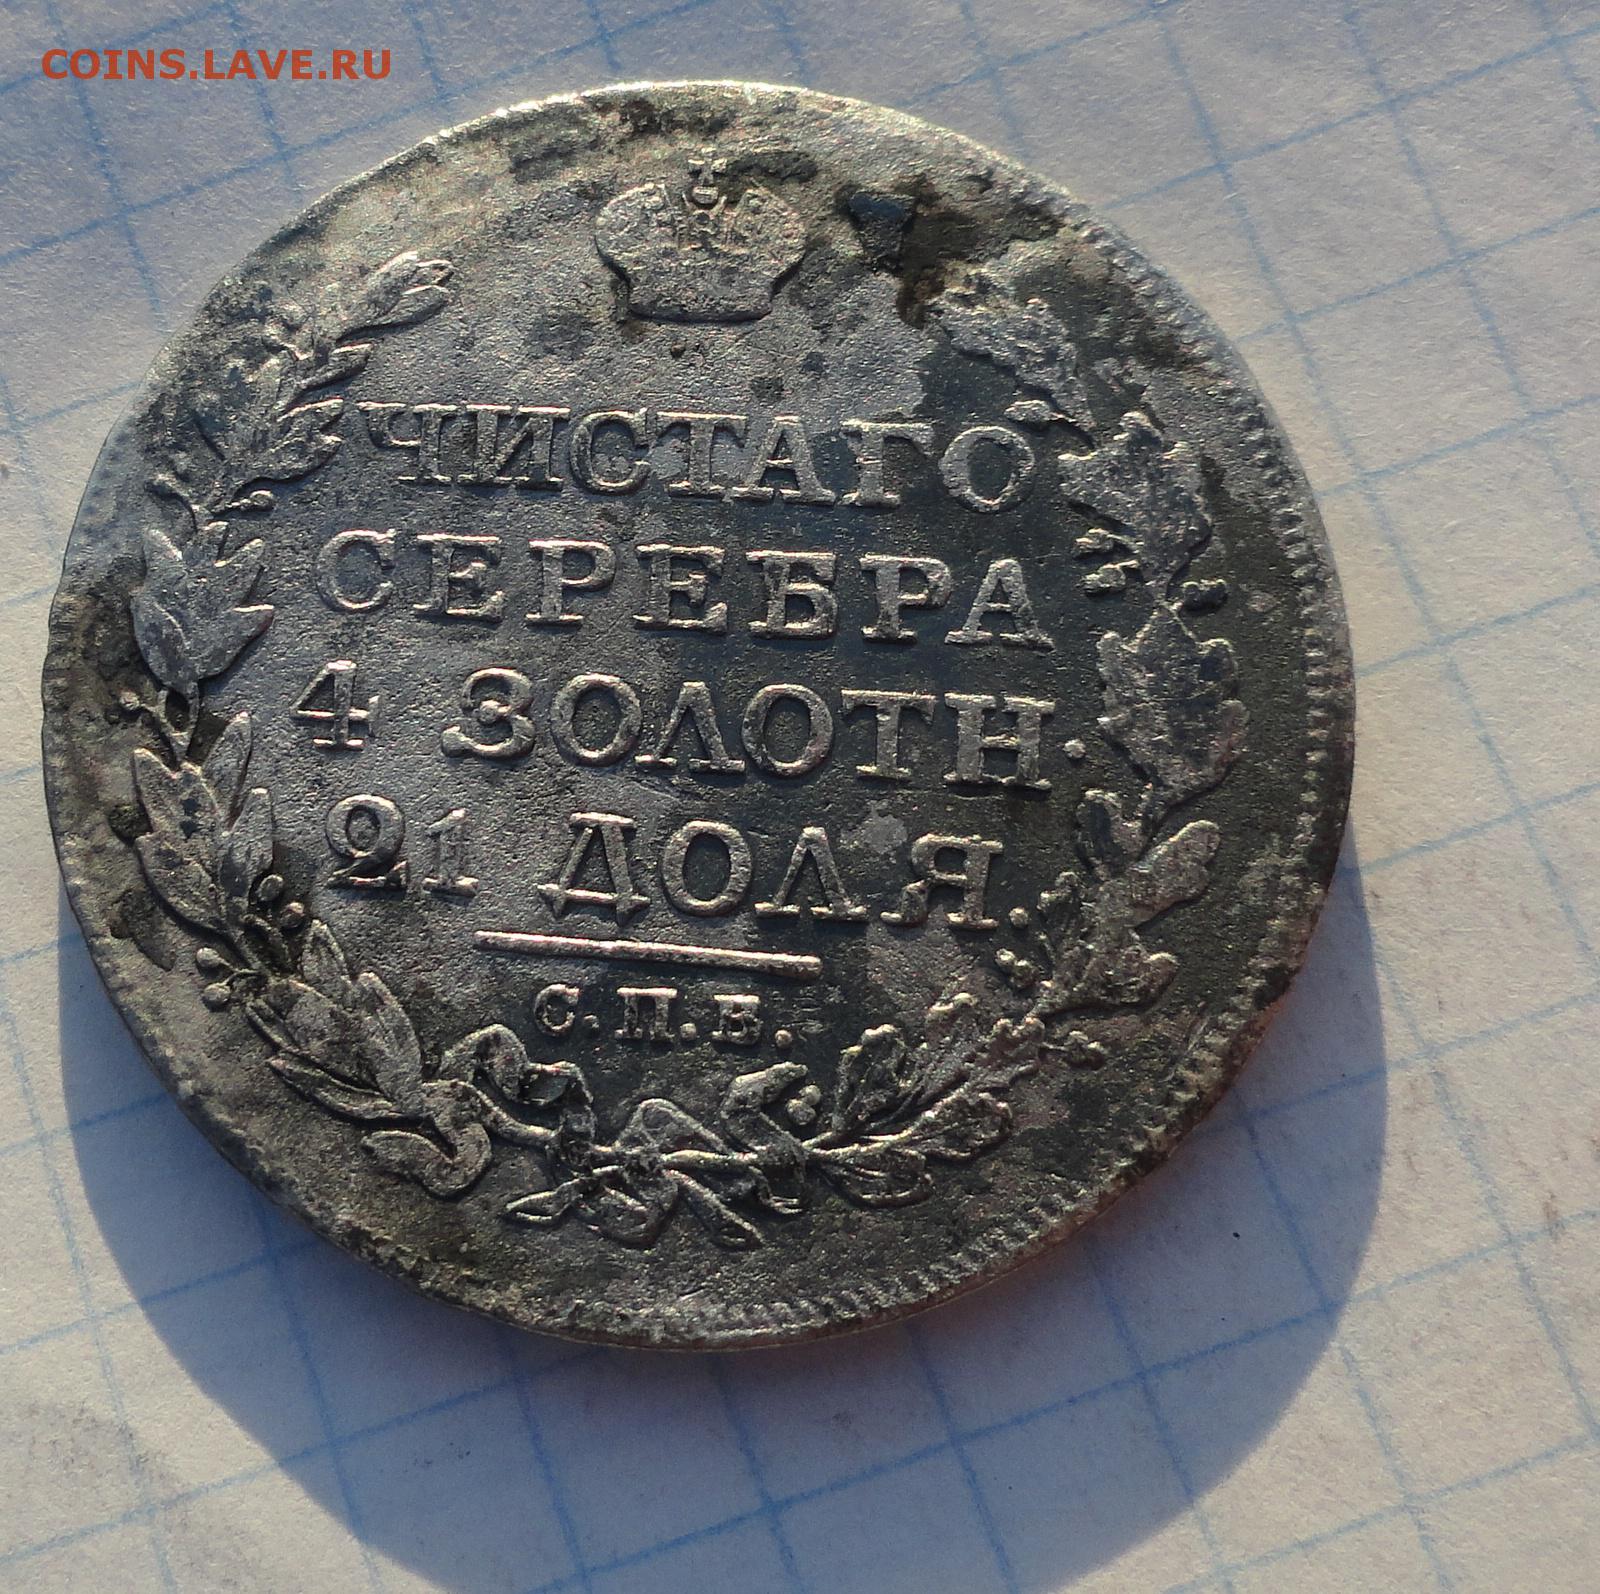 COINS.LAVE.RU
ЧИСТАГО
СЕРЕБРА
4 ЗОЛОТН.
21 ДОЛЯ.
С.П.Б.